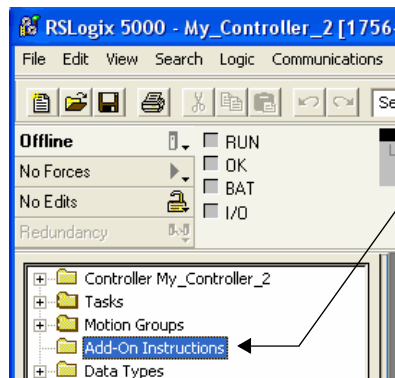 RSLogix 5000 - My_Controller_2 [1756-
File Edit View Search Logic Communications
Offline
RUN
No Forces
OK
No Edits
BAT
I/O
Redundancy
Controller My_Controller_2
Tasks
Motion Groups
Add-On Instructions
Data Types